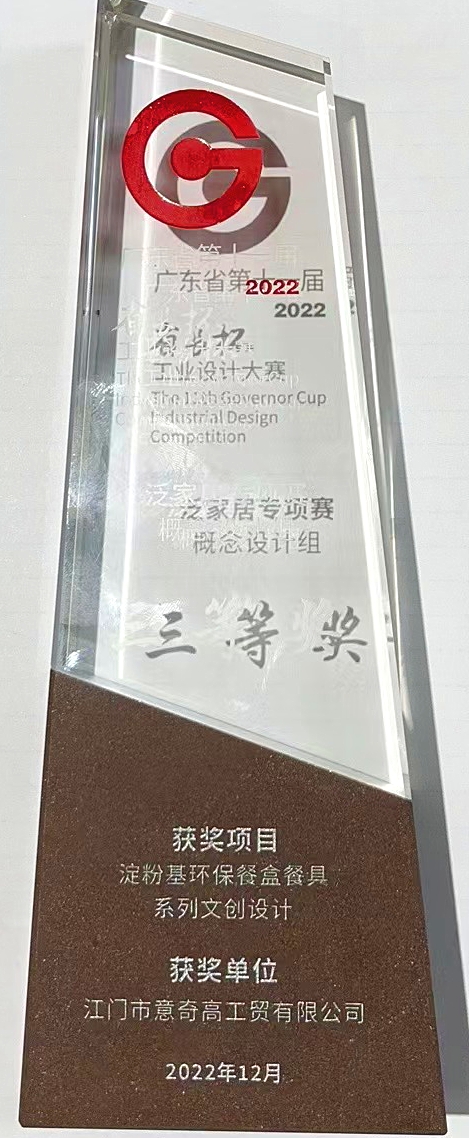 广东省第十一届
2022
省长杯
工业设计大赛
The 11th Governor Cup
Industrial Design
Competition
泛家居专项赛
概念设计组
三等奖
获奖项目
淀粉基环保餐盒餐具
系列文创设计
获奖单位
江门市意奇高工贸有限公司
2022年12月